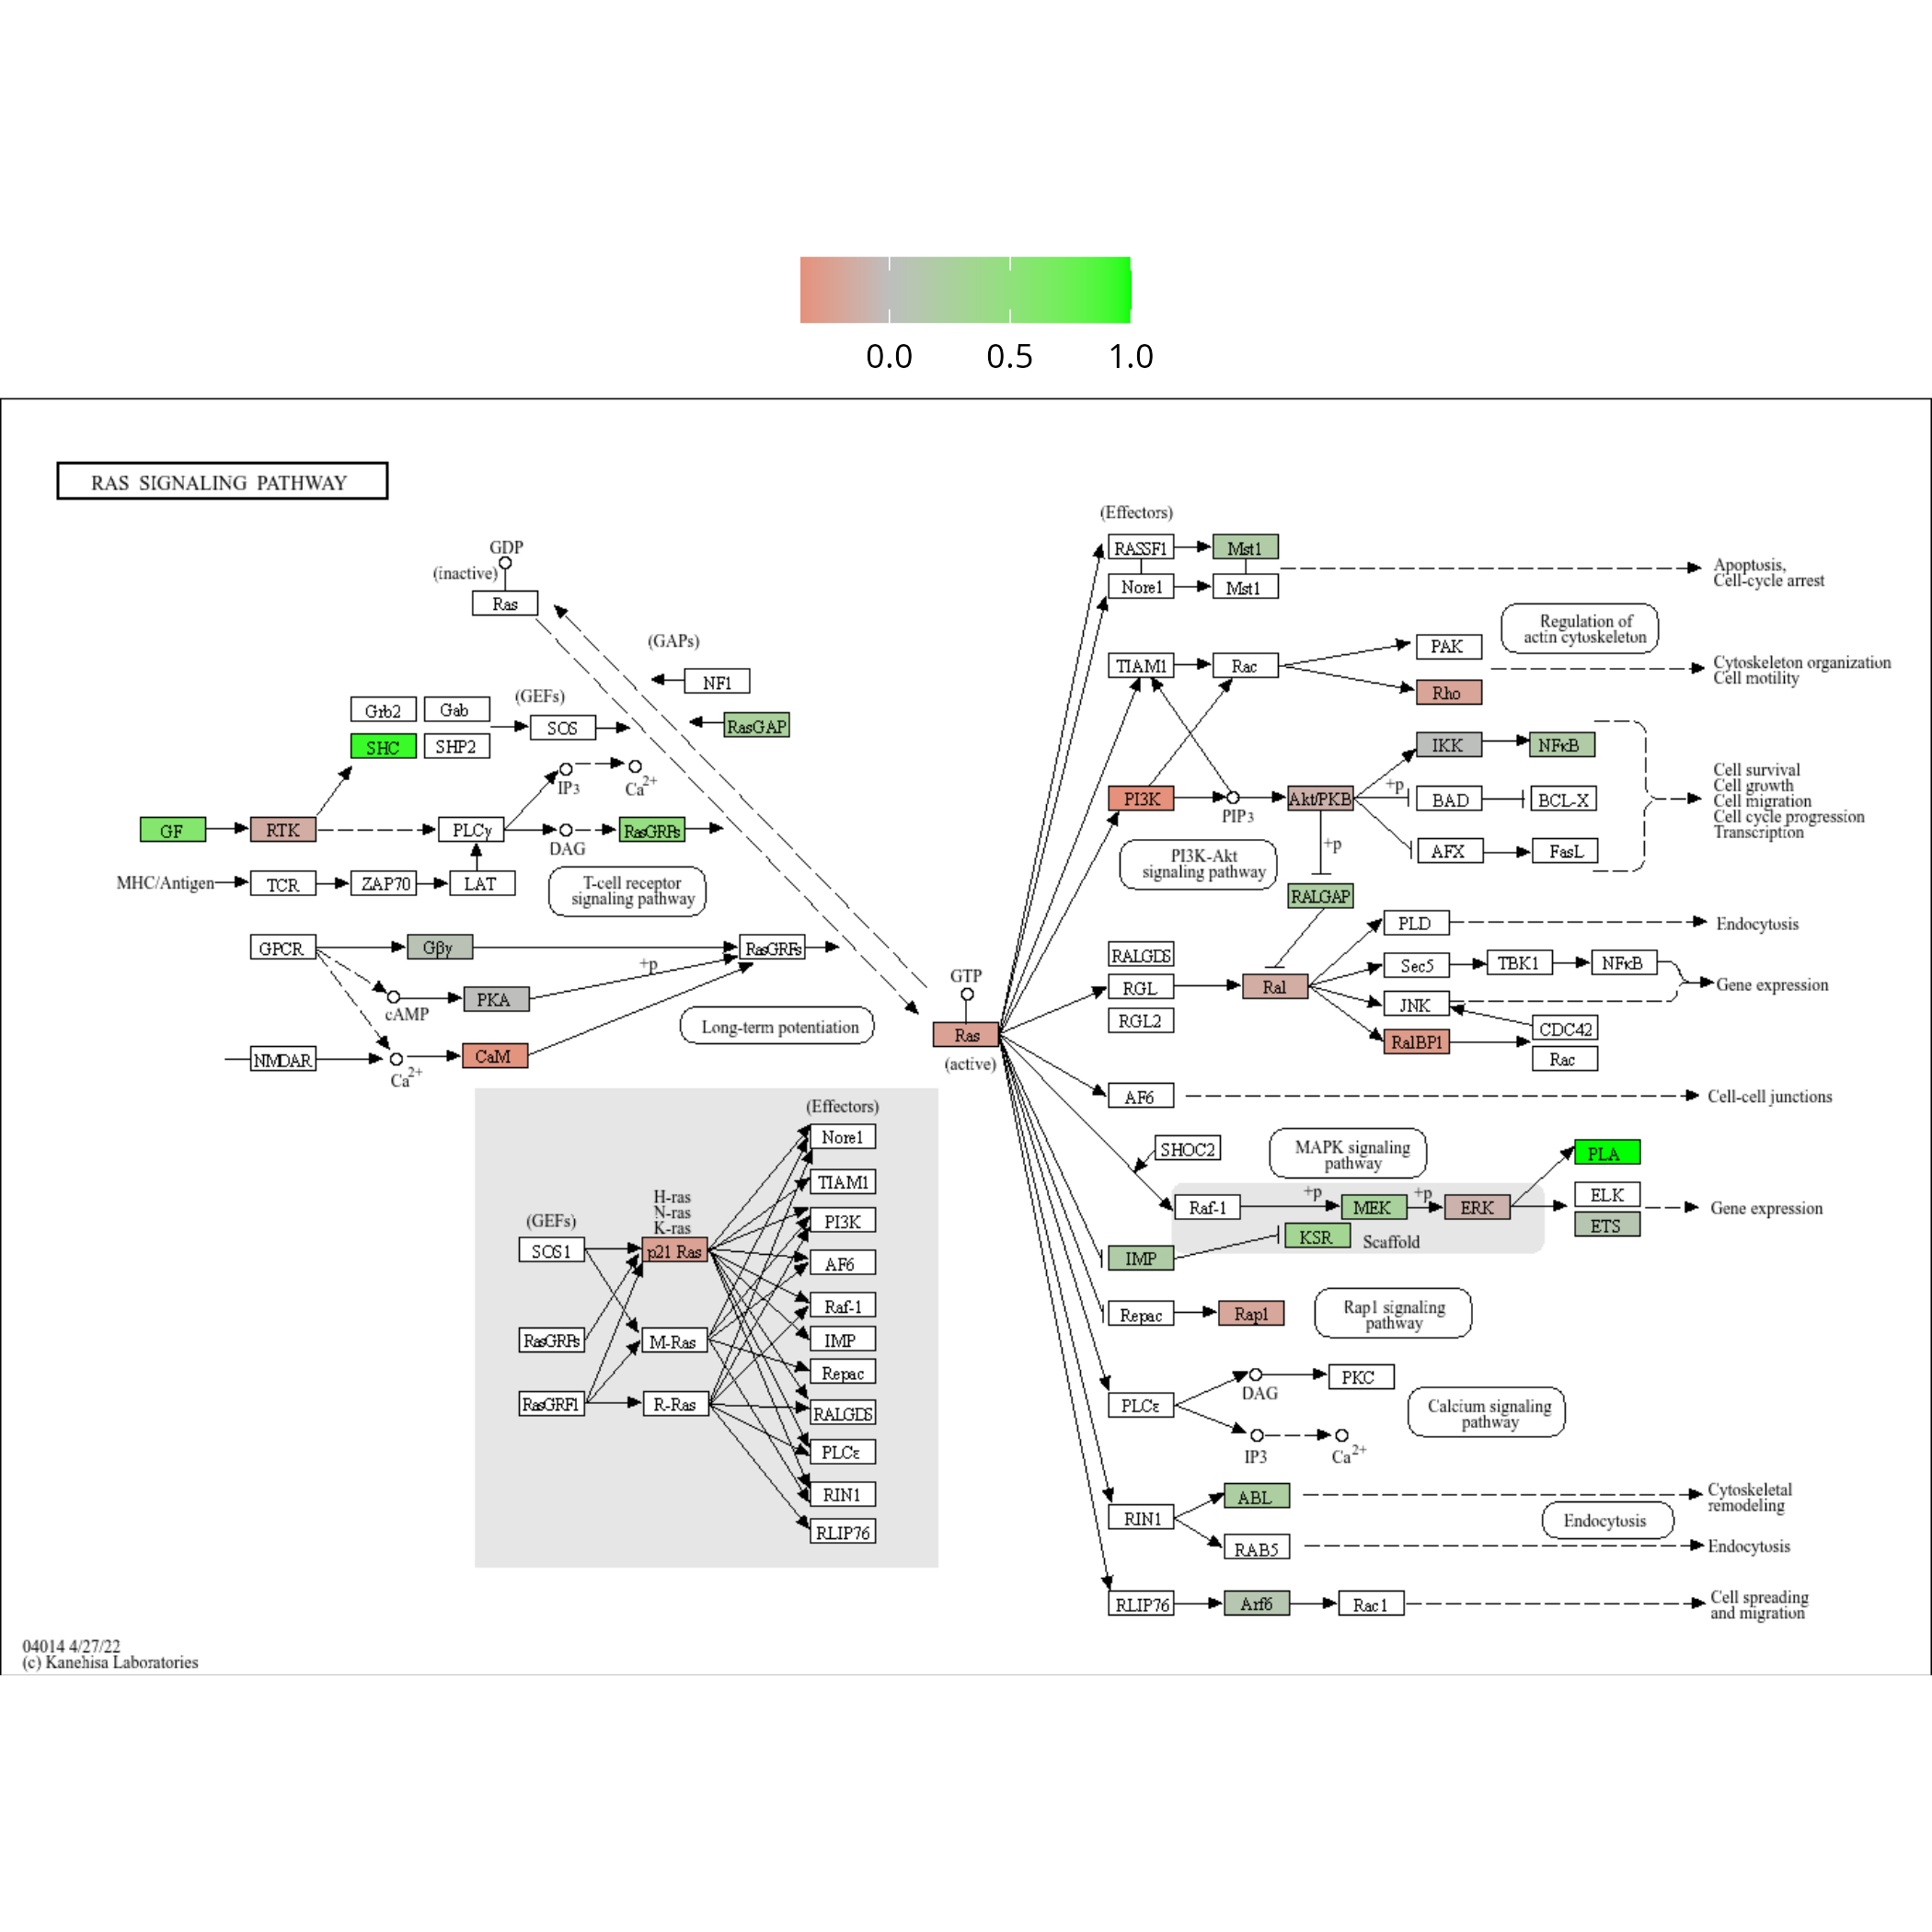 0.0 0.5 1.0
RAS SIGNALING PATHWAY
GDP
(inactive)
Ras
(GAPs)
NF1
RasGAP
(GEFs)
Grb2 Gab
SOS
SHC SHP2
IP3
Ca2+
GF RTK PLCγ
DAG
RasGRPs
MHC/Antigen TCR ZAP70 LAT
T-cell receptor
signaling pathway
GPCR Gβγ RasGRFs
+p
cAMP
PKA
Long-term potentiation
NMDAR
Ca2+
CaM
GTP
Ras
(active)
(Effectors)
RASSF1 Mst1
Nore1 Mst1
Apoptosis,
Cell-cycle arrest
Regulation of
actin cytoskeleton
TIAM1 Rac
PAK
Rho
Cytoskeleton organization
Cell motility
PI3K
PIP3
Akt/PKB
+p
IKK NFκB
BAD BCL-X
AFX FasL
+p
Cell survival
Cell growth
Cell migration
Cell cycle progression
Transcription
PI3K-Akt
signaling pathway
RALGAP
RALGDS
RGL
RGL2
Ral
PLD
Endocytosis
Sec5 TBK1 NFκB
Gene expression
JNK
CDC42
RalBP1
Rac
AF6
Cell-cell junctions
SHOC2
MAPK signaling
pathway
Raf-1
+p
MEK
+p
ERK
PLA
ELK
ETS
Gene expression
KSR
Scaffold
IMP
Repac Rap1
Rap1 signaling
pathway
PLCε
DAG
PKC
IP3
Ca2+
Calcium signaling
pathway
RIN1
ABL
Cytoskeletal
remodeling
Endocytosis
RAB5
Endocytosis
RLIP76 Arf6 Rac1
Cell spreading
and migration
(Effectors)
Nore1
TIAM1
PI3K
AF6
Raf-1
IMP
Repac
RALGDS
PLCε
RIN1
RLIP76
H-ras
N-ras
K-ras
(GEFs)
SOS1 p21 Ras
RasGRPs M-Ras
RasGRF1 R-Ras
04014 4/27/22
(c) Kanehisa Laboratories